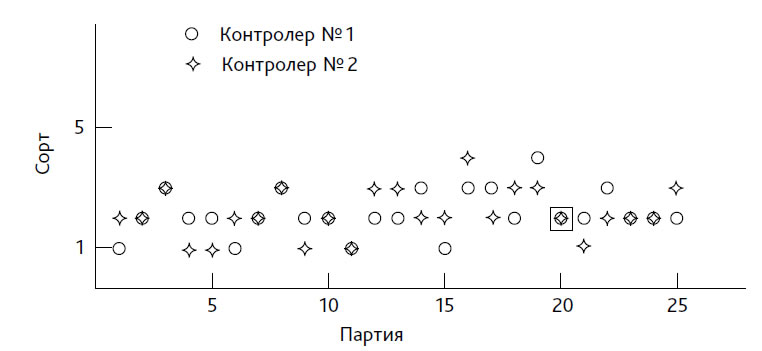 Контролер №1
Контролер №2
Сорт
5
1
5 10 15 20 25
Партия